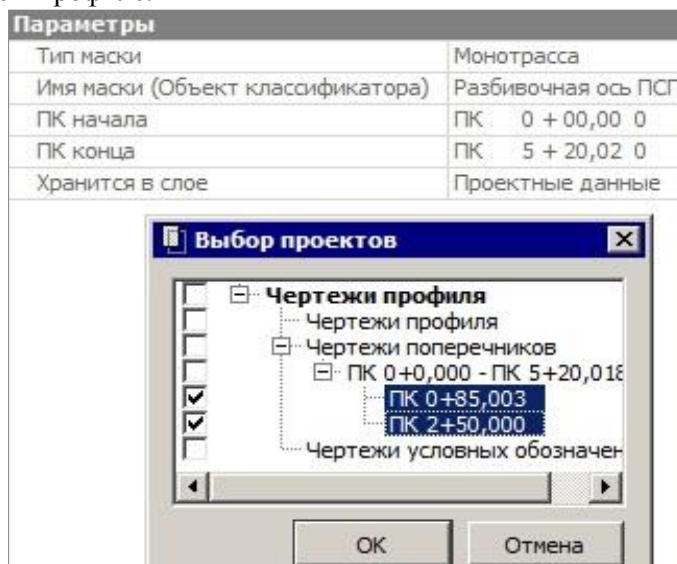 Параметры
Тип маски Монотрасса
Имя маски (Объект классификатора) Разбивочная ось ПСП
ПК начала ПК 0 + 00,00 0
ПК конца ПК 5 + 20,02 0
Хранится в слое Проектные данные
Выбор проектов
Чертежи профиля
Чертежи профиля
Чертежи поперечников
ПК 0+0,000 - ПК 5+20,018
ПК 0+85,003
ПК 2+50,000
Чертежи условных обозначен
ОК Отмена